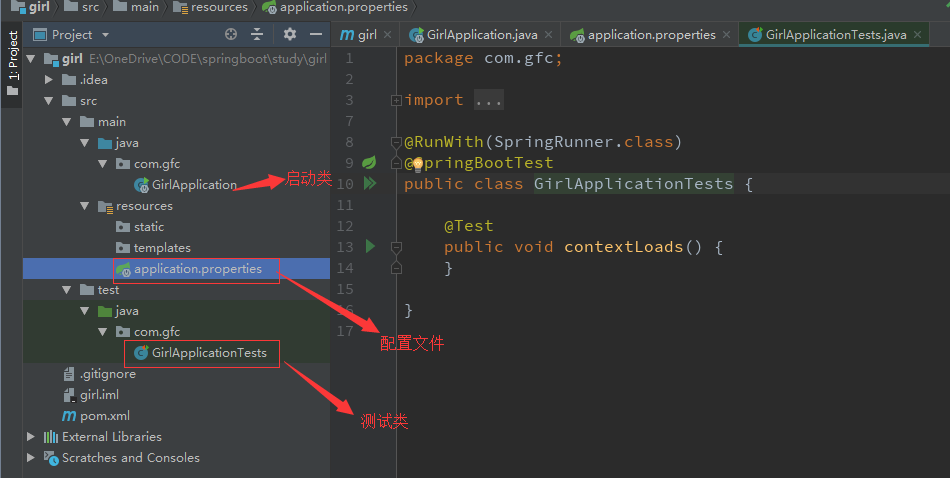 girl src main resources application.properties
1: Project
Project
girl E:\OneDrive\CODE\springboot\study\girl
.idea
src
main
java
com.gfc
GirlApplication
启动类
resources
static
templates
application.properties
配置文件
test
java
com.gfc
GirlApplicationTests
测试类
.gitignore
girl.iml
pom.xml
External Libraries
Scratches and Consoles
girl GirlApplication.java application.properties GirlApplicationTests.java
1 package com.gfc;
3 import ...
7
8 @RunWith(SpringRunner.class)
9 @SpringBootTest
10 public class GirlApplicationTests {
11
12 @Test
13 public void contextLoads() {
14 }
15
16 }
17